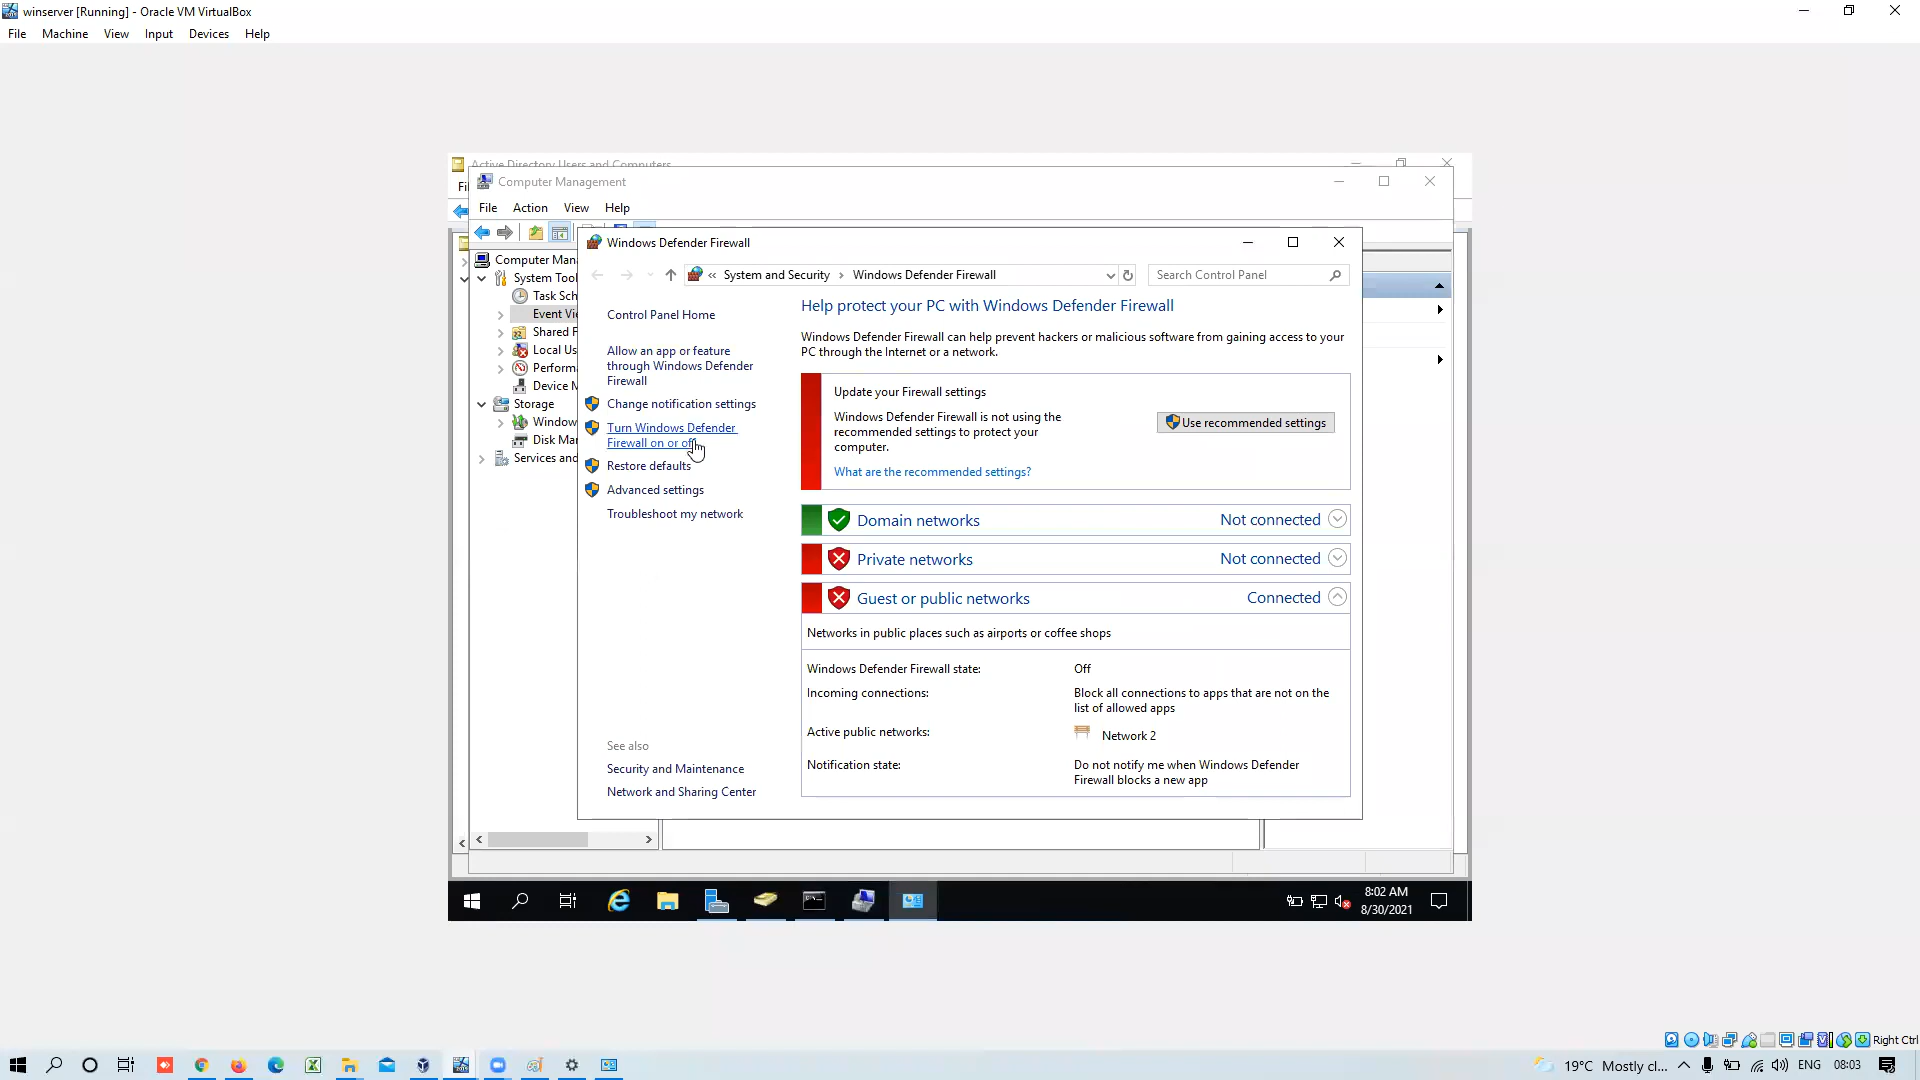 winserver [Running] - Oracle VM VirtualBox
File Machine View Input Devices Help
Active Directory Users and Computers
Computer Management
File Action View Help
Windows Defender Firewall
« System and Security › Windows Defender Firewall
Search Control Panel
Computer Man
System Tool
Task Sch
Event Vie
Shared F
Local Us
Performa
Device M
Storage
Window
Disk Man
Services and
Control Panel Home
Allow an app or feature
through Windows Defender
Firewall
Change notification settings
Turn Windows Defender
Firewall on or off
Restore defaults
Advanced settings
Troubleshoot my network
See also
Security and Maintenance
Network and Sharing Center
Help protect your PC with Windows Defender Firewall
Windows Defender Firewall can help prevent hackers or malicious software from gaining access to your
PC through the Internet or a network.
Update your Firewall settings
Windows Defender Firewall is not using the
recommended settings to protect your
computer.
Use recommended settings
What are the recommended settings?
Domain networks Not connected
Private networks Not connected
Guest or public networks Connected
Networks in public places such as airports or coffee shops
Windows Defender Firewall state: Off
Incoming connections: Block all connections to apps that are not on the
list of allowed apps
Active public networks: Network 2
Notification state: Do not notify me when Windows Defender
Firewall blocks a new app
8:02 AM
8/30/2021
Right Ctrl
19°C Mostly cl... ENG 08:03